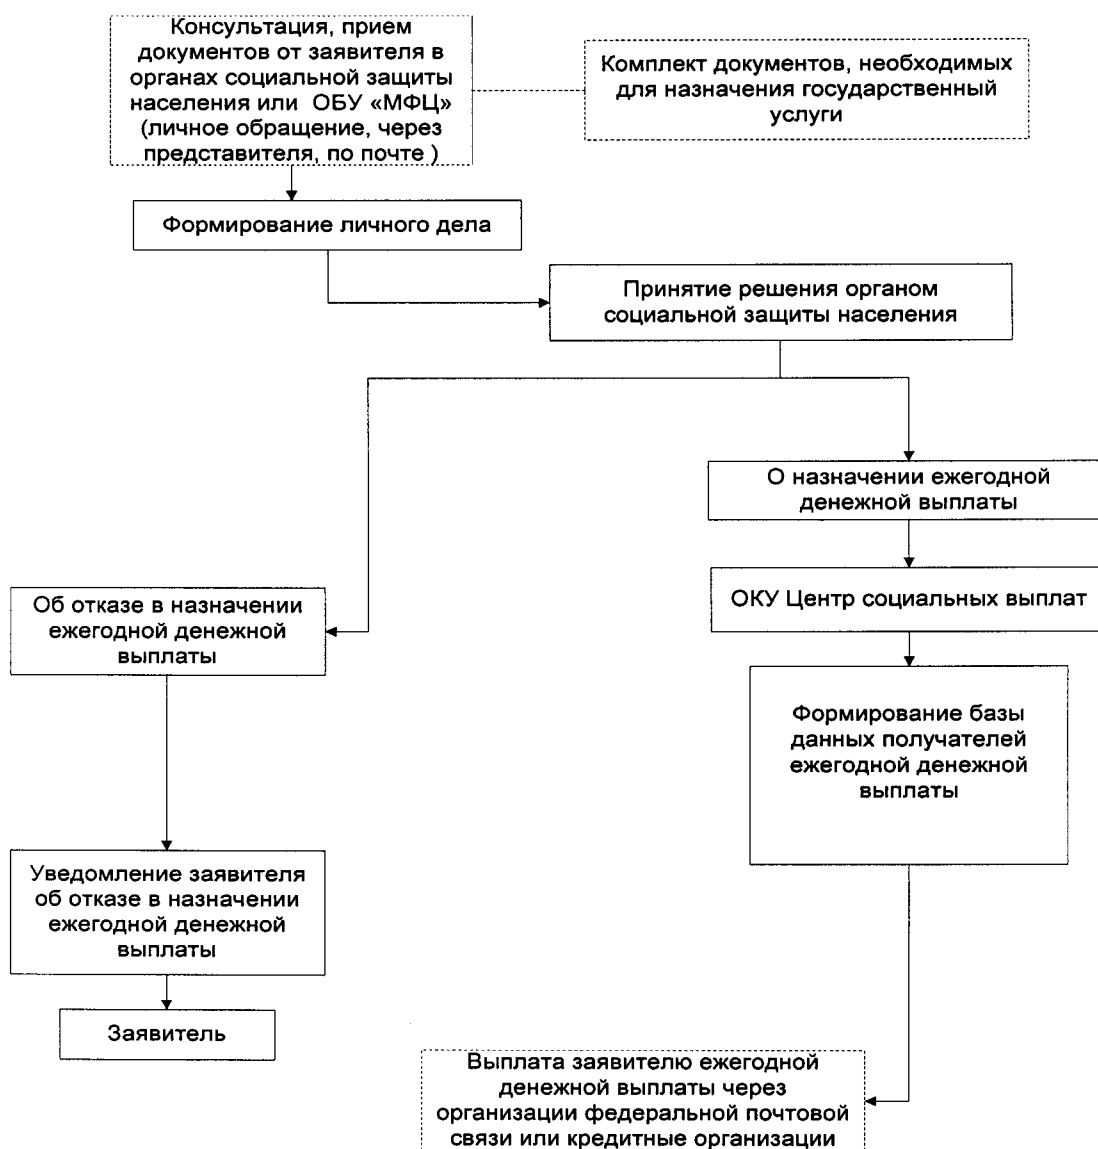 Консультация, прием
документов от заявителя в
органах социальной защиты
населения или ОБУ «МФЦ»
(личное обращение, через
представителя, по почте )
Комплект документов, необходимых
для назначения государственный
услуги
Формирование личного дела
Принятие решения органом
социальной защиты населения
О назначении ежегодной
денежной выплаты
ОКУ Центр социальных выплат
Об отказе в назначении
ежегодной денежной
выплаты
Формирование базы
данных получателей
ежегодной денежной
выплаты
Уведомление заявителя
об отказе в назначении
ежегодной денежной
выплаты
Заявитель
Выплата заявителю ежегодной
денежной выплаты через
организации федеральной почтовой
связи или кредитные организации